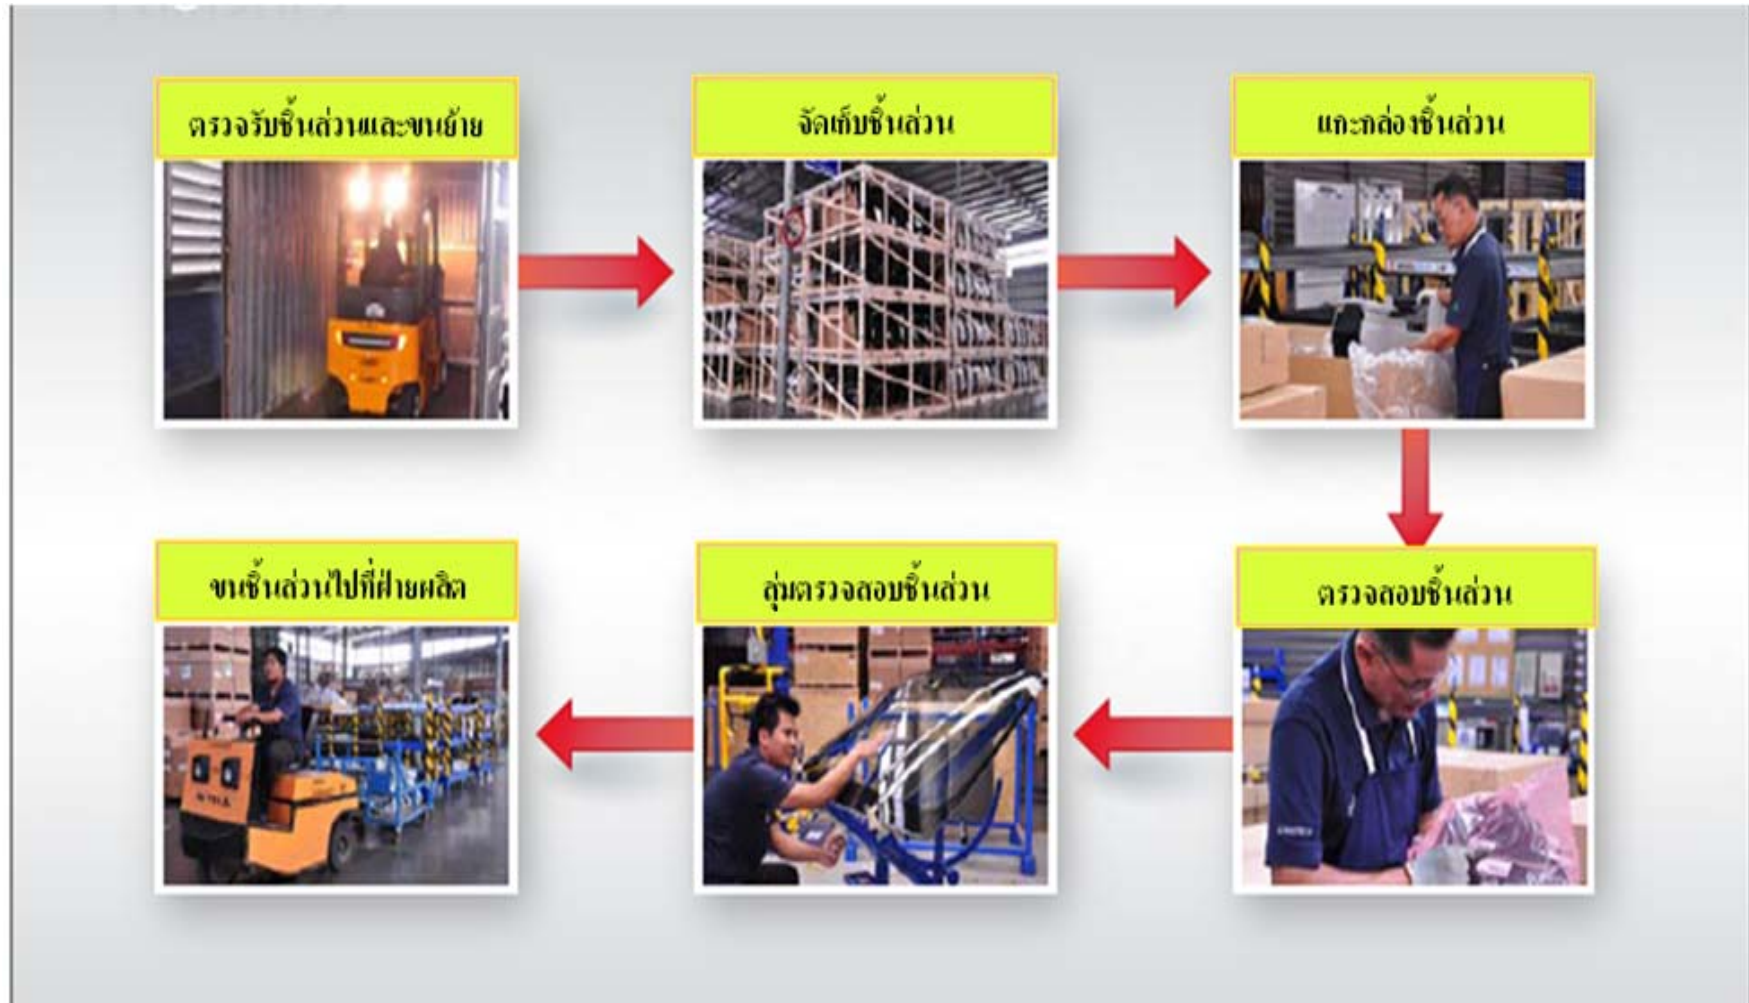 ตรวจรับชิ้นส่วนและขนย้าย
จัดเก็บชิ้นส่วน
แกะกล่องชิ้นส่วน
ตรวจสอบชิ้นส่วน
สุ่มตรวจสอบชิ้นส่วน
ขนชิ้นส่วนไปที่ฝ่ายผลิต